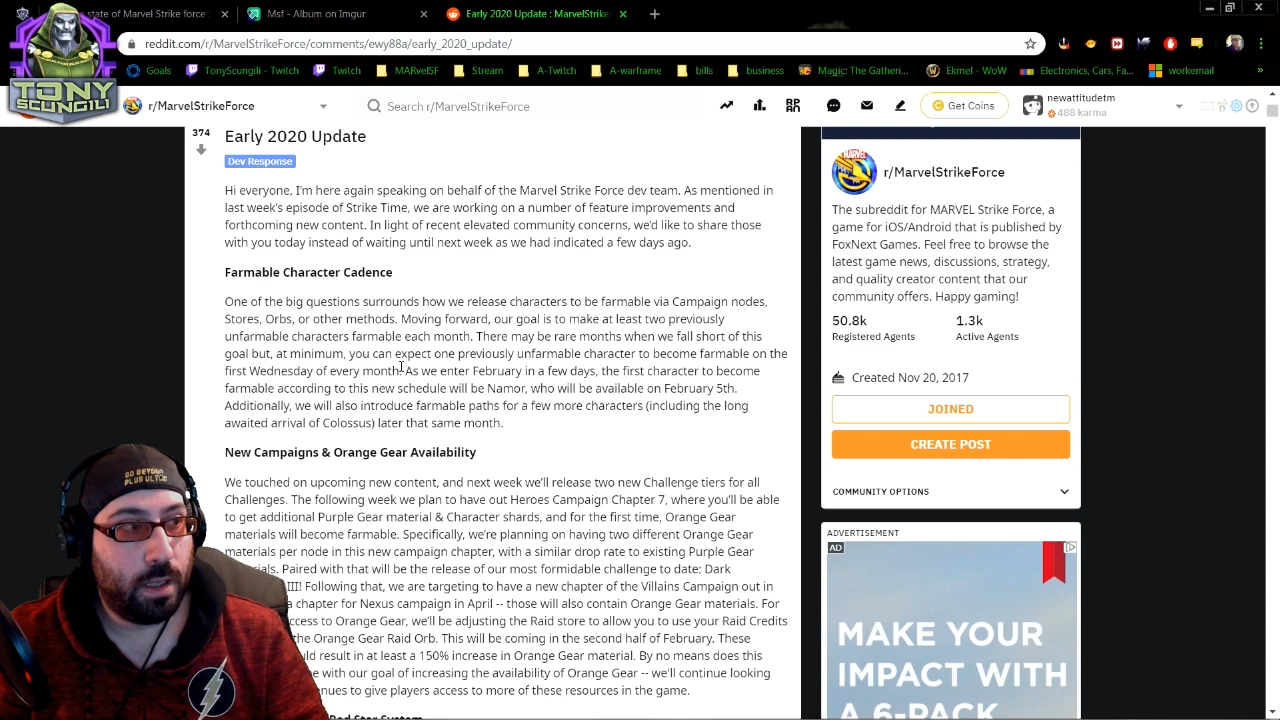 state of Marvel Strike force :
Msf - Album on Imgur
Early 2020 Update : MarvelStrike
reddit.com/r/MarvelStrikeForce/comments/ewy88a/early_2020_update/
Goals
TonyScungili - Twitch
Twitch
MARvelSF
Stream
A-Twitch
A-warframe
bills
business
Magic: The Gatheri...
Ekmel - WoW
Electronics, Cars, Fa...
workemail
TONY
SCUNGILI
r/MarvelStrikeForce
Search r/MarvelStrikeForce
Get Coins
newattitudetm
488 karma
374
Early 2020 Update
Dev Response
Hi everyone, I'm here again speaking on behalf of the Marvel Strike Force dev team. As mentioned in
last week's episode of Strike Time, we are working on a number of feature improvements and
forthcoming new content. In light of recent elevated community concerns, we'd like to share those
with you today instead of waiting until next week as we had indicated a few days ago.
Farmable Character Cadence
One of the big questions surrounds how we release characters to be farmable via Campaign nodes,
Stores, Orbs, or other methods. Moving forward, our goal is to make at least two previously
unfarmable characters farmable each month. There may be rare months when we fall short of this
goal but, at minimum, you can expect one previously unfarmable character to become farmable on the
first Wednesday of every month. As we enter February in a few days, the first character to become
farmable according to this new schedule will be Namor, who will be available on February 5th.
Additionally, we will also introduce farmable paths for a few more characters (including the long
awaited arrival of Colossus) later that same month.
New Campaigns & Orange Gear Availability
We touched on upcoming new content, and next week we'll release two new Challenge tiers for all
Challenges. The following week we plan to have out Heroes Campaign Chapter 7, where you'll be able
to get additional Purple Gear material & Character shards, and for the first time, Orange Gear
materials will become farmable. Specifically, we're planning on having two different Orange Gear
materials per node in this new campaign chapter, with a similar drop rate to existing Purple Gear
Paired with that will be the release of our most formidable challenge to date: Dark
III! Following that, we are targeting to have a new chapter of the Villains Campaign out in
a chapter for Nexus campaign in April -- those will also contain Orange Gear materials. For
access to Orange Gear, we'll be adjusting the Raid store to allow you to use your Raid Credits
the Orange Gear Raid Orb. This will be coming in the second half of February. These
result in at least a 150% increase in Orange Gear material. By no means does this
with our goal of increasing the availability of Orange Gear -- we'll continue looking
to give players access to more of these resources in the game.
Red Star System
r/MarvelStrikeForce
The subreddit for MARVEL Strike Force, a
game for iOS/Android that is published by
FoxNext Games. Feel free to browse the
latest game news, discussions, strategy,
and quality creator content that our
community offers. Happy gaming!
50.8k
1.3k
Registered Agents
Active Agents
Created Nov 20, 2017
JOINED
CREATE POST
COMMUNITY OPTIONS
ADVERTISEMENT
AD
MAKE YOUR
IMPACT WITH
A 6-PACK
GO BEYOND
PLUS ULTRA